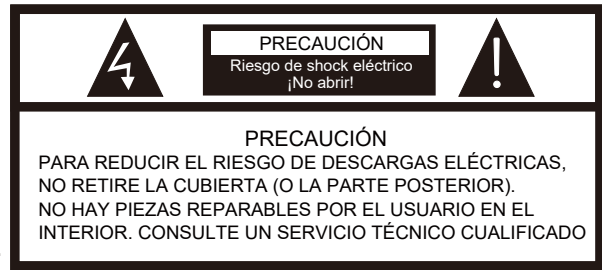 PRECAUCIÓN
Riesgo de shock eléctrico
¡No abrir!
PRECAUCIÓN
PARA REDUCIR EL RIESGO DE DESCARGAS ELÉCTRICAS,
NO RETIRE LA CUBIERTA (O LA PARTE POSTERIOR).
NO HAY PIEZAS REPARABLES POR EL USUARIO EN EL
INTERIOR. CONSULTE UN SERVICIO TÉCNICO CUALIFICADO